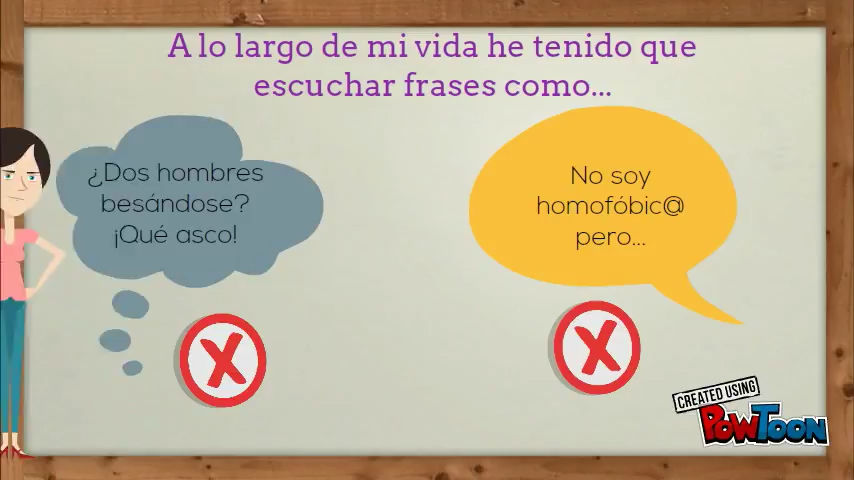 A lo largo de mi vida he tenido que
escuchar frases como...
¿Dos hombres
besándose?
¡Qué asco!
No soy
homofóbic@
pero...
X
X
CREATED USING
POWTOON